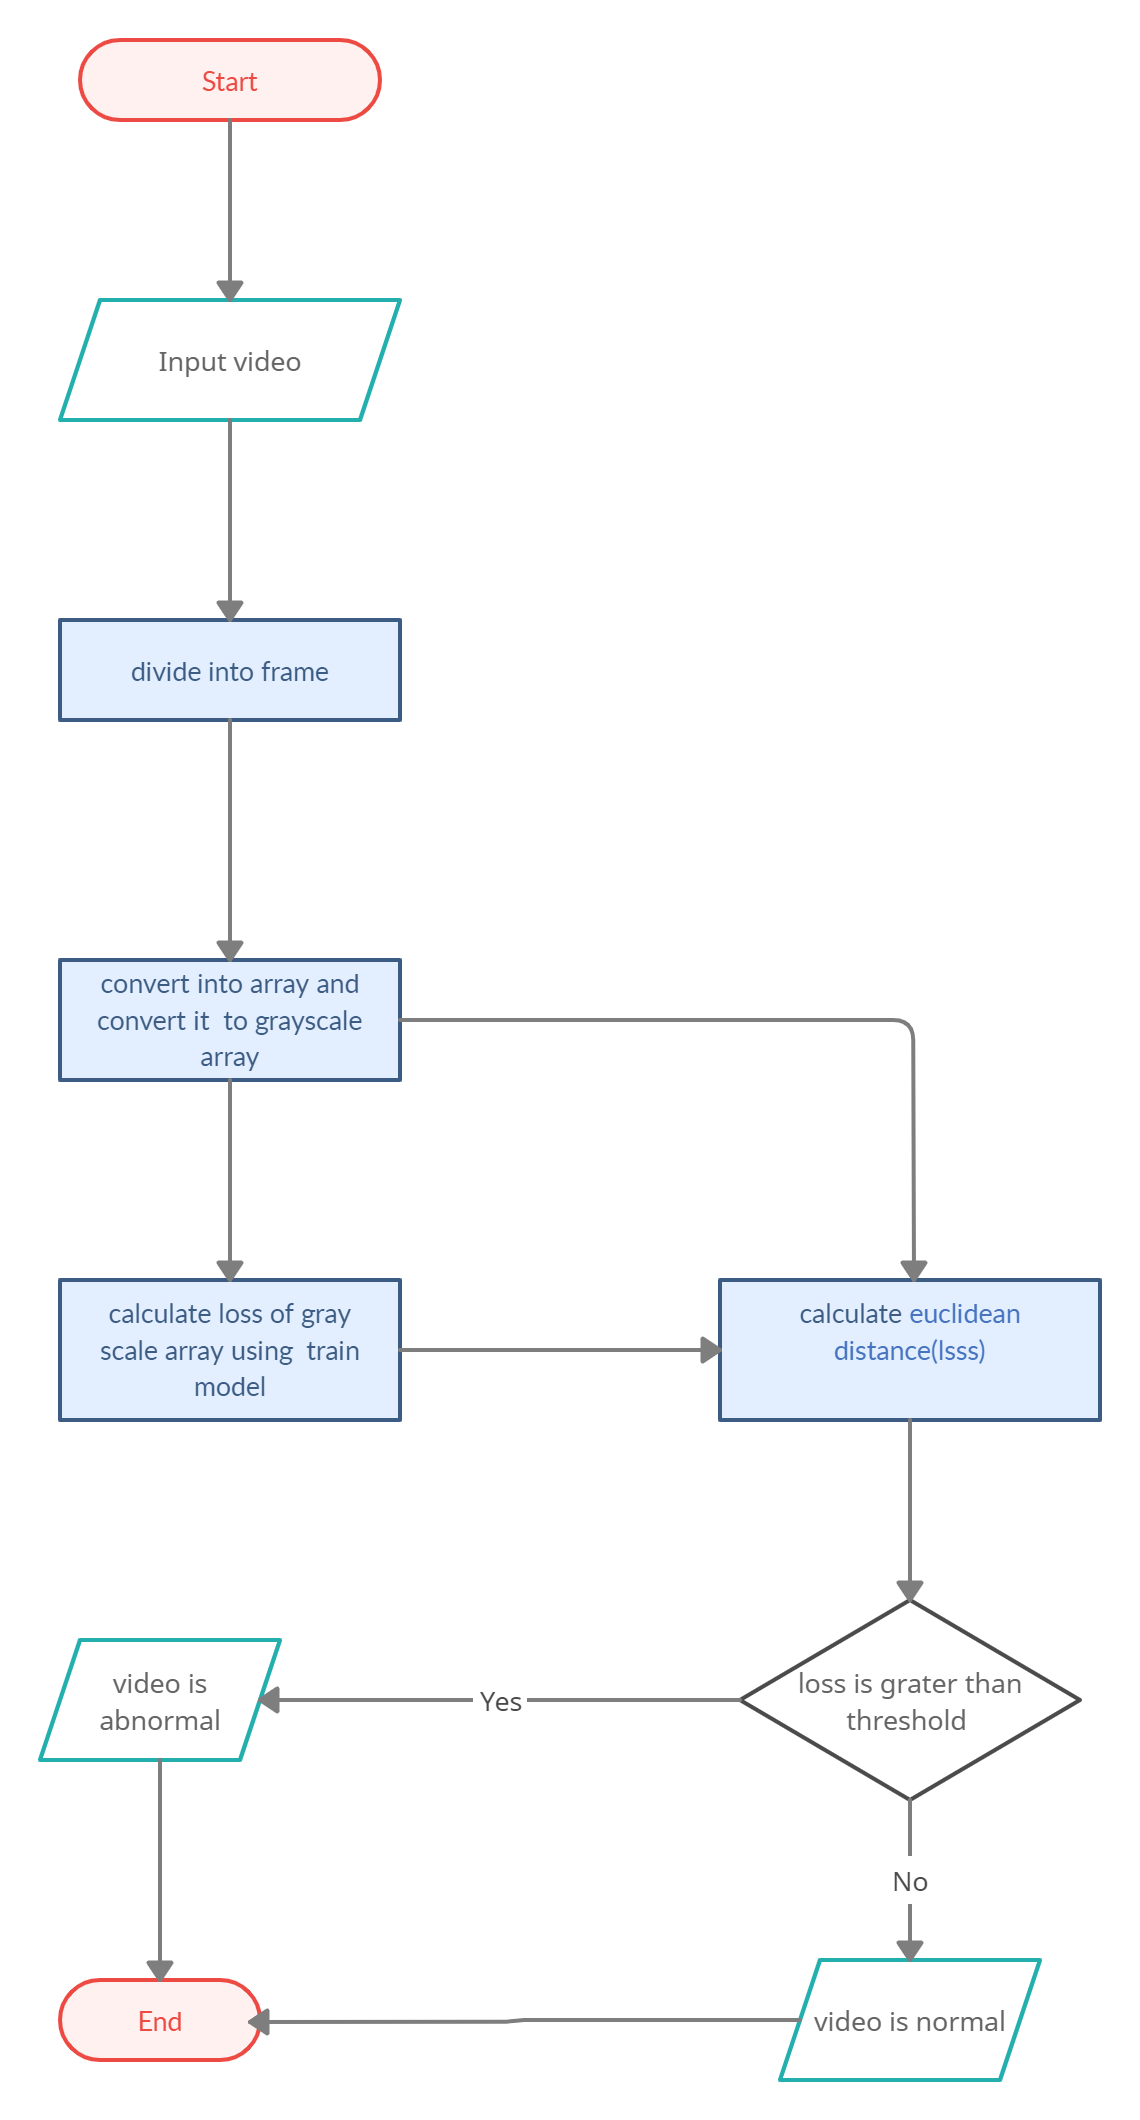 Start
Input video
divide into frame
convert into array and
convert it  to grayscale
array
calculate loss of gray
scale array using  train
model
calculate euclidean
distance(lsss)
loss is grater than
threshold
Yes
video is
abnormal
No
video is normal
End